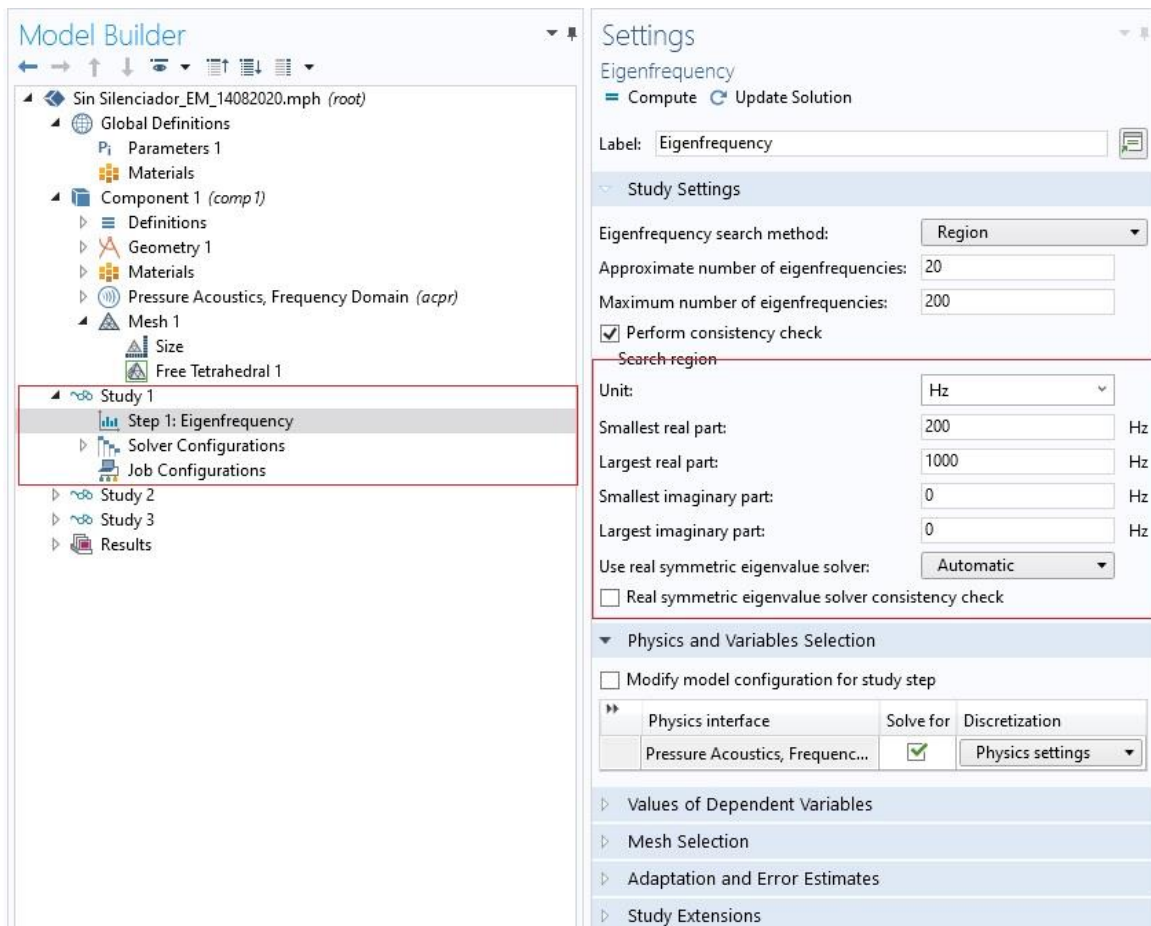 Model Builder
Sin Silenciador_EM_14082020.mph (root)
Global Definitions
Pi Parameters 1
Materials
Component 1 (comp1)
Definitions
Geometry 1
Materials
Pressure Acoustics, Frequency Domain (acpr)
Mesh 1
Size
Free Tetrahedral 1
Study 1
Step 1: Eigenfrequency
Solver Configurations
Job Configurations
Study 2
Study 3
Results
Settings
Eigenfrequency
= Compute Update Solution
Label: Eigenfrequency
Study Settings
Eigenfrequency search method: Region
Approximate number of eigenfrequencies: 20
Maximum number of eigenfrequencies: 200
Perform consistency check
Search region
Unit: Hz
Smallest real part: 200 Hz
Largest real part: 1000 Hz
Smallest imaginary part: 0 Hz
Largest imaginary part: 0 Hz
Use real symmetric eigenvalue solver: Automatic
Real symmetric eigenvalue solver consistency check
Physics and Variables Selection
Modify model configuration for study step
Physics interface Solve for Discretization
Pressure Acoustics, Frequenc... Physics settings
Values of Dependent Variables
Mesh Selection
Adaptation and Error Estimates
Study Extensions